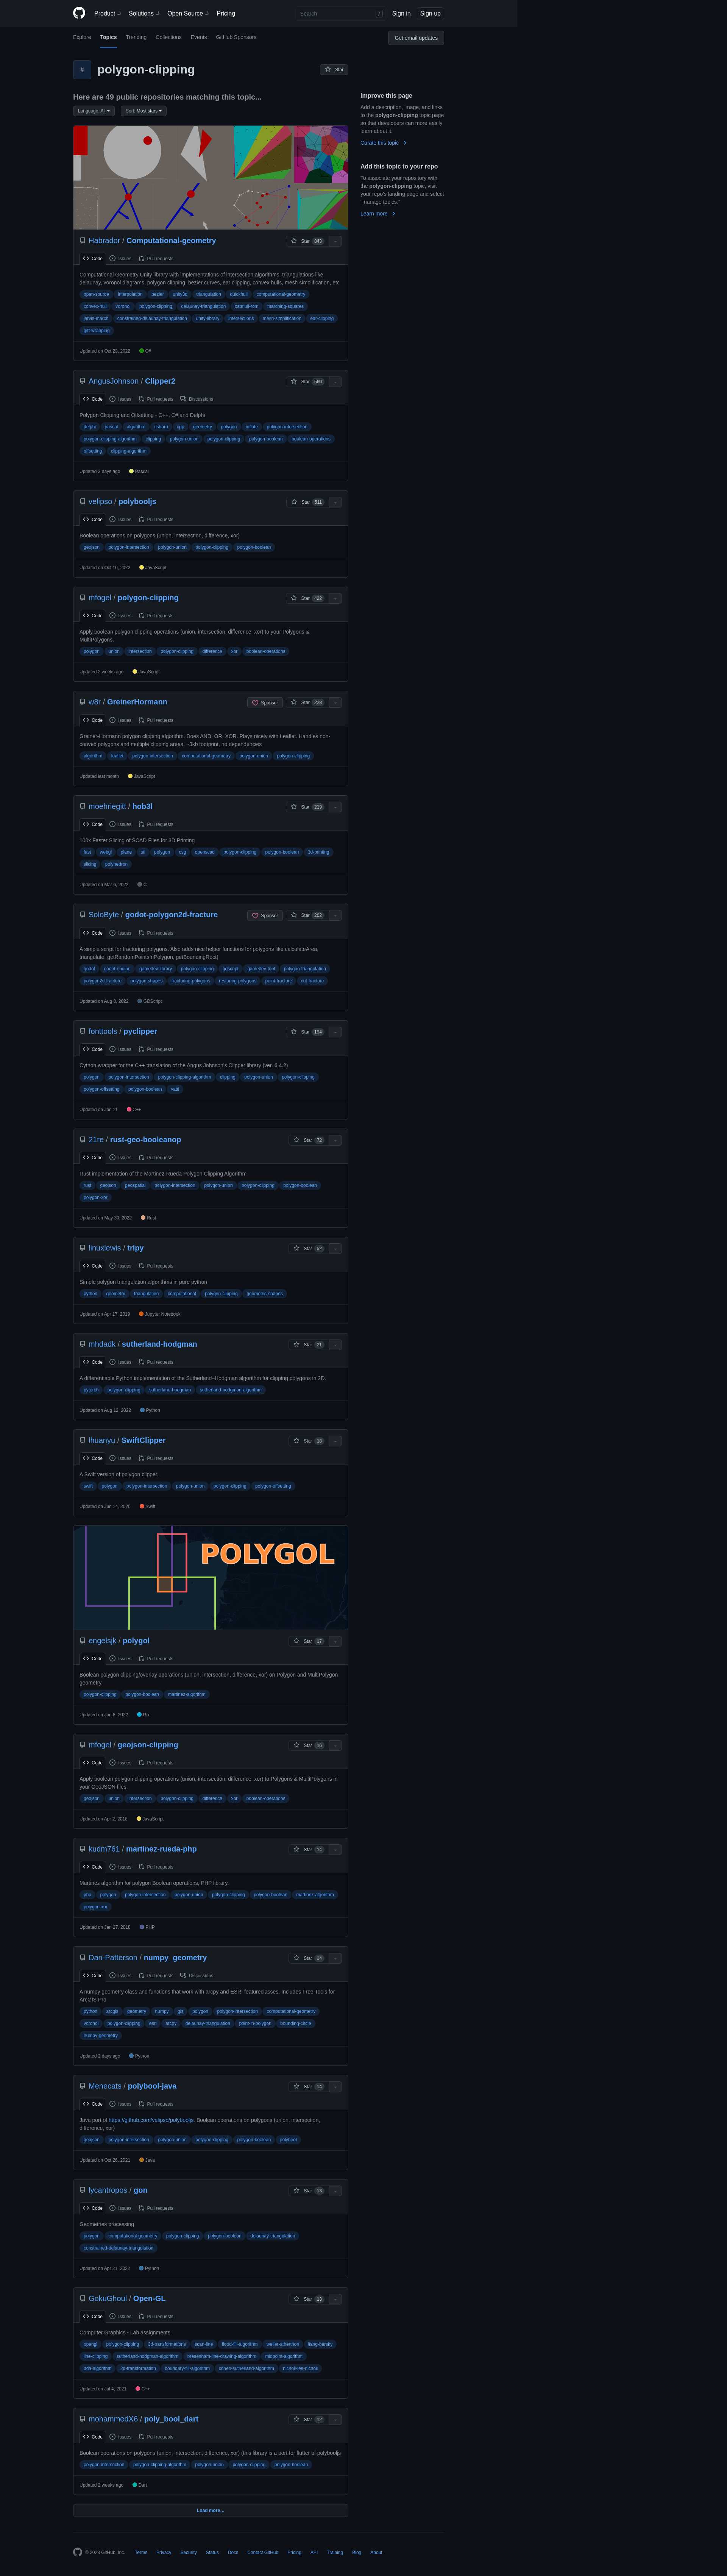 Product
Solutions
Open Source
Pricing
Search
/
Sign in
Sign up
Explore
Topics
Trending
Collections
Events
GitHub Sponsors
Get email updates
#
polygon-clipping
Star
Here are 49 public repositories matching this topic...
Language: All
Sort: Most stars
Improve this page
Add a description, image, and links
to the polygon-clipping topic page
so that developers can more easily
learn about it.
Curate this topic
Add this topic to your repo
To associate your repository with
the polygon-clipping topic, visit
your repo's landing page and select
"manage topics."
Learn more
Habrador / Computational-geometry
Star 843
Code Issues Pull requests
Computational Geometry Unity library with implementations of intersection algorithms, triangulations like
delaunay, voronoi diagrams, polygon clipping, bezier curves, ear clipping, convex hulls, mesh simplification, etc
open-source interpolation bezier unity3d triangulation quickhull computational-geometry
convex-hull voronoi polygon-clipping delaunay-triangulation catmull-rom marching-squares
jarvis-march constrained-delaunay-triangulation unity-library intersections mesh-simplification ear-clipping
gift-wrapping
Updated on Oct 23, 2022 C#
AngusJohnson / Clipper2
Star 560
Code Issues Pull requests Discussions
Polygon Clipping and Offsetting - C++, C# and Delphi
delphi pascal algorithm csharp cpp geometry polygon inflate polygon-intersection
polygon-clipping-algorithm clipping polygon-union polygon-clipping polygon-boolean boolean-operations
offsetting clipping-algorithm
Updated 3 days ago Pascal
velipso / polybooljs
Star 511
Code Issues Pull requests
Boolean operations on polygons (union, intersection, difference, xor)
geojson polygon-intersection polygon-union polygon-clipping polygon-boolean
Updated on Oct 16, 2022 JavaScript
mfogel / polygon-clipping
Star 422
Code Issues Pull requests
Apply boolean polygon clipping operations (union, intersection, difference, xor) to your Polygons &
MultiPolygons.
polygon union intersection polygon-clipping difference xor boolean-operations
Updated 2 weeks ago JavaScript
w8r / GreinerHormann
Sponsor Star 228
Code Issues Pull requests
Greiner-Hormann polygon clipping algorithm. Does AND, OR, XOR. Plays nicely with Leaflet. Handles non-
convex polygons and multiple clipping areas. ~3kb footprint, no dependencies
algorithm leaflet polygon-intersection computational-geometry polygon-union polygon-clipping
Updated last month JavaScript
moehriegitt / hob3l
Star 219
Code Issues Pull requests
100x Faster Slicing of SCAD Files for 3D Printing
fast webgl plane stl polygon csg openscad polygon-clipping polygon-boolean 3d-printing
slicing polyhedron
Updated on Mar 6, 2022 C
SoloByte / godot-polygon2d-fracture
Sponsor Star 202
Code Issues Pull requests
A simple script for fracturing polygons. Also adds nice helper functions for polygons like calculateArea,
triangulate, getRandomPointsInPolygon, getBoundingRect)
godot godot-engine gamedev-library polygon-clipping gdscript gamedev-tool polygon-triangulation
polygon2d-fracture polygon-shapes fracturing-polygons restoring-polygons point-fracture cut-fracture
Updated on Aug 9, 2022 GDScript
fonttools / pyclipper
Star 194
Code Issues Pull requests
Cython wrapper for the C++ translation of the Angus Johnson's Clipper library (ver. 6.4.2)
polygon polygon-intersection polygon-clipping-algorithm clipping polygon-union polygon-clipping
polygon-offsetting polygon-boolean vatti
Updated on Jan 11 C++
21re / rust-geo-booleanop
Star 72
Code Issues Pull requests
Rust implementation of the Martinez-Rueda Polygon Clipping Algorithm
rust geojson geospatial polygon-intersection polygon-union polygon-clipping polygon-boolean
polygon-xor
Updated on May 30, 2022 Rust
linuxlewis / tripy
Star 52
Code Issues Pull requests
Simple polygon triangulation algorithms in pure python
python geometry triangulation computational polygon-clipping geometric-shapes
Updated on Apr 17, 2019 Jupyter Notebook
mhdadk / sutherland-hodgman
Star 21
Code Issues Pull requests
A differentiable Python implementation of the Sutherland–Hodgman algorithm for clipping polygons in 2D.
pytorch polygon-clipping sutherland-hodgman sutherland-hodgman-algorithm
Updated on Aug 12, 2022 Python
lhuanyu / SwiftClipper
Star 18
Code Issues Pull requests
A Swift version of polygon clipper.
swift polygon polygon-intersection polygon-union polygon-clipping polygon-offsetting
Updated on Jun 14, 2020 Swift
POLYGOL
engelsjk / polygol
Star 17
Code Issues Pull requests
Boolean polygon clipping/overlay operations (union, intersection, difference, xor) on Polygon and MultiPolygon
geometry.
polygon-clipping polygon-boolean martinez-algorithm
Updated on Jan 8, 2022 Go
mfogel / geojson-clipping
Star 16
Code Issues Pull requests
Apply boolean polygon clipping operations (union, intersection, difference, xor) to Polygons & MultiPolygons in
your GeoJSON files.
geojson union intersection polygon-clipping difference xor boolean-operations
Updated on Apr 2, 2018 JavaScript
kudm761 / martinez-rueda-php
Star 14
Code Issues Pull requests
Martinez algorithm for polygon Boolean operations, PHP library.
php polygon polygon-intersection polygon-union polygon-clipping polygon-boolean martinez-algorithm
polygon-xor
Updated on Jan 27, 2018 PHP
Dan-Patterson / numpy_geometry
Star 14
Code Issues Pull requests Discussions
A numpy geometry class and functions that work with arcpy and ESRI featureclasses. Includes Free Tools for
ArcGIS Pro
python arcgis geometry numpy gis polygon polygon-intersection computational-geometry
voronoi polygon-clipping esri arcpy delaunay-triangulation point-in-polygon bounding-circle
numpy-geometry
Updated 2 days ago Python
Menecats / polybool-java
Star 14
Code Issues Pull requests
Java port of https://github.com/velipso/polybooljs. Boolean operations on polygons (union, intersection,
difference, xor)
geojson polygon-intersection polygon-union polygon-clipping polygon-boolean polybool
Updated on Oct 26, 2021 Java
lycantropos / gon
Star 13
Code Issues Pull requests
Geometries processing
polygon computational-geometry polygon-clipping polygon-boolean delaunay-triangulation
constrained-delaunay-triangulation
Updated on Apr 21, 2022 Python
GokuGhoul / Open-GL
Star 13
Code Issues Pull requests
Computer Graphics - Lab assignments
opengl polygon-clipping 3d-transformations scan-line flood-fill-algorithm weiler-altherthon liang-barsky
line-clipping sutherland-hodgman-algorithm bresenham-line-drawing-algorithm midpoint-algorithm
dda-algorithm 2d-transformation boundary-fill-algorithm cohen-sutherland-algorithm nicholl-lee-nicholl
Updated on Jul 4, 2021 C++
mohammedX6 / poly_bool_dart
Star 12
Code Issues Pull requests
Boolean operations on polygons (union, intersection, difference, xor) (this library is a port for flutter of polybooljs
polygon-intersection polygon-clipping-algorithm polygon-union polygon-clipping polygon-boolean
Updated 2 weeks ago Dart
Load more…
© 2023 GitHub, Inc. Terms Privacy Security Status Docs Contact GitHub Pricing API Training Blog About